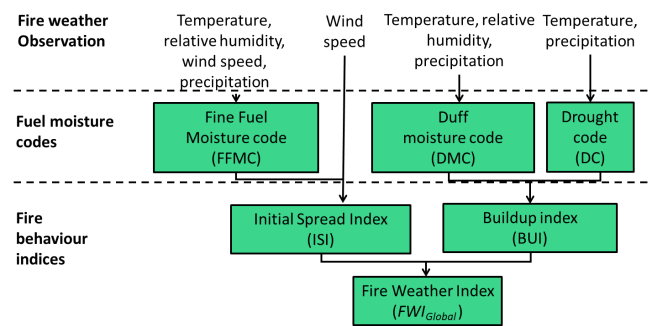 Fire weather
Observation
Temperature,
relative humidity,
wind speed,
precipitation
Wind
speed
Temperature, relative
humidity,
precipitation
Temperature,
precipitation
Fuel moisture
codes
Fine Fuel
Moisture code
(FFMC)
Duff
moisture code
(DMC)
Drought
code
(DC)
Fire
behaviour
indices
Initial Spread Index
(ISI)
Buildup index
(BUI)
Fire Weather Index
(FWI_Global)